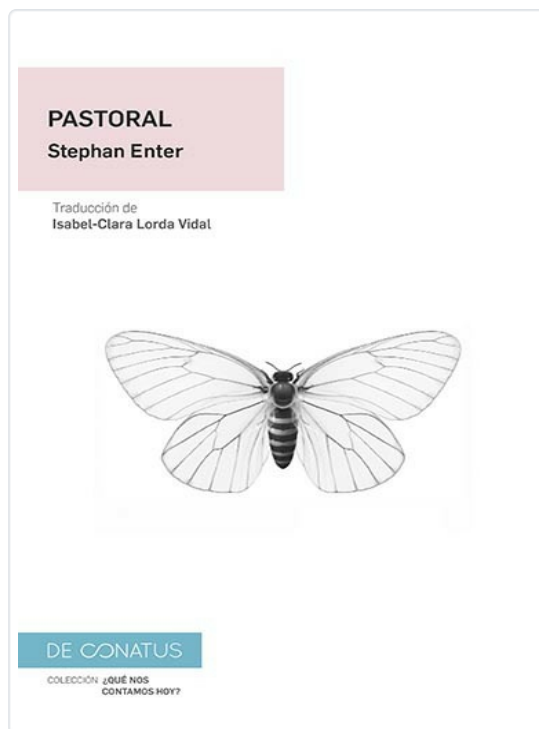 PASTORAL
Stephan Enter
Traducción de
Isabel-Clara Lorda Vidal
DE CONATUS
COLECCIÓN ¿QUÉ NOS
CONTAMOS HOY?